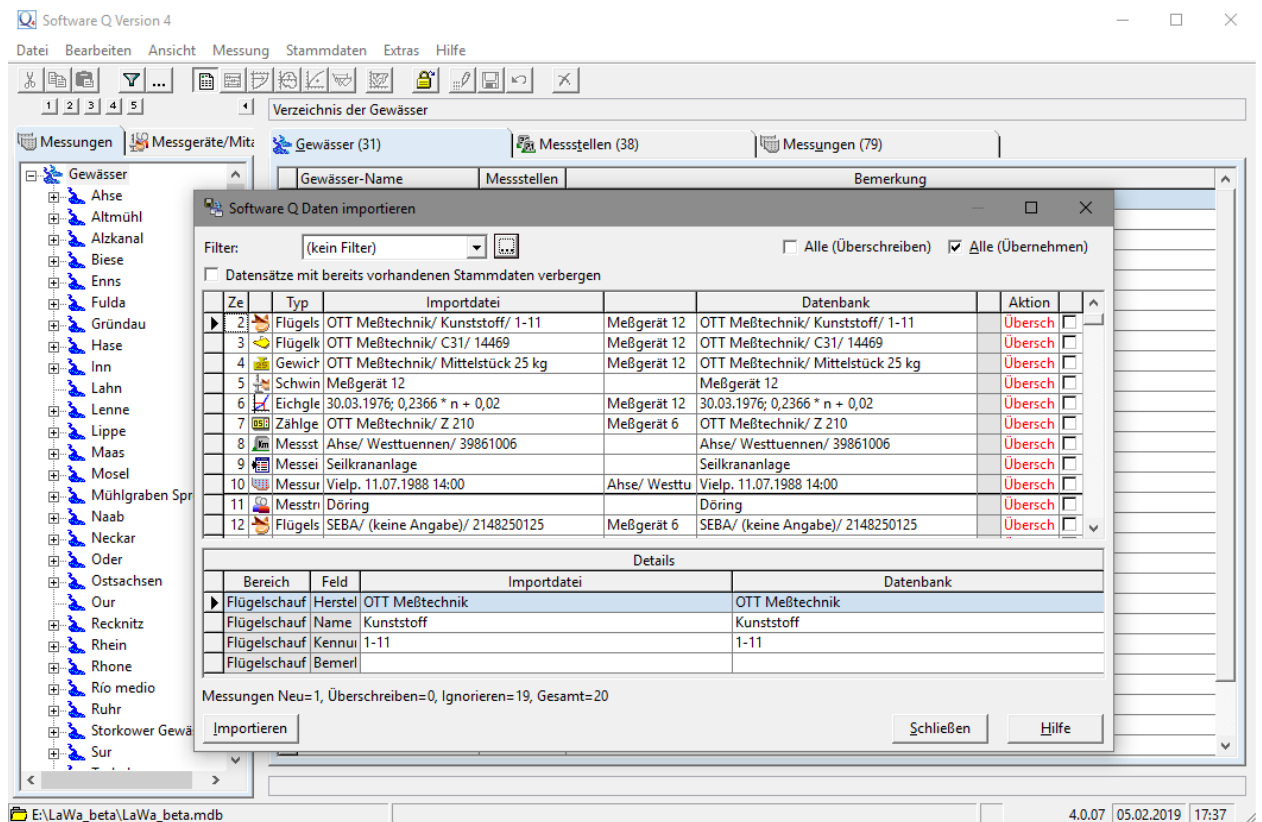 Software Q Version 4
Datei Bearbeiten Ansicht Messung Stammdaten Extras Hilfe
1 2 3 4 5
Verzeichnis der Gewässer
Messungen Messgeräte/Mita
Gewässer (31) Messstellen (38) Messungen (79)
Gewässer-Name Messstellen Bemerkung
Gewässer
Ahse
Altmühl
Alzkanal
Biese
Enns
Fulda
Gründau
Hase
Inn
Lahn
Lenne
Lippe
Maas
Mosel
Mühlgraben Spr
Naab
Neckar
Oder
Ostsachsen
Our
Recknitz
Rhein
Rhone
Río medio
Ruhr
Storkower Gewä
Sur
Software Q Daten importieren
Filter: (kein Filter) ... Alle (Überschreiben) Alle (Übernehmen)
Datensätze mit bereits vorhandenen Stammdaten verbergen
Ze Typ Importdatei Datenbank Aktion
2 Flügels OTT Meßtechnik/ Kunststoff/ 1-11 Meßgerät 12 OTT Meßtechnik/ Kunststoff/ 1-11 Übersch
3 Flügelk OTT Meßtechnik/ C31/ 14469 Meßgerät 12 OTT Meßtechnik/ C31/ 14469 Übersch
4 Gewich OTT Meßtechnik/ Mittelstück 25 kg Meßgerät 12 OTT Meßtechnik/ Mittelstück 25 kg Übersch
5 Schwin Meßgerät 12 Meßgerät 12 Übersch
6 Eichgle 30.03.1976; 0,2366 * n + 0,02 Meßgerät 12 30.03.1976; 0,2366 * n + 0,02 Übersch
7 Zählge OTT Meßtechnik/ Z 210 Meßgerät 6 OTT Meßtechnik/ Z 210 Übersch
8 Messst Ahse/ Westtuennen/ 39861006 Ahse/ Westtuennen/ 39861006 Übersch
9 Messei Seilkrananlage Seilkrananlage Übersch
10 Messur Vielp. 11.07.1988 14:00 Ahse/ Westtu Vielp. 11.07.1988 14:00 Übersch
11 Messtr Döring Döring Übersch
12 Flügels SEBA/ (keine Angabe)/ 2148250125 Meßgerät 6 SEBA/ (keine Angabe)/ 2148250125 Übersch
Details
Bereich Feld Importdatei Datenbank
Flügelschauf Herstel OTT Meßtechnik OTT Meßtechnik
Flügelschauf Name Kunststoff Kunststoff
Flügelschauf Kennur 1-11 1-11
Flügelschauf Bemerl
Messungen Neu=1, Überschreiben=0, Ignorieren=19, Gesamt=20
Importieren Schließen Hilfe
E:\LaWa_beta\LaWa_beta.mdb 4.0.07 05.02.2019 17:37